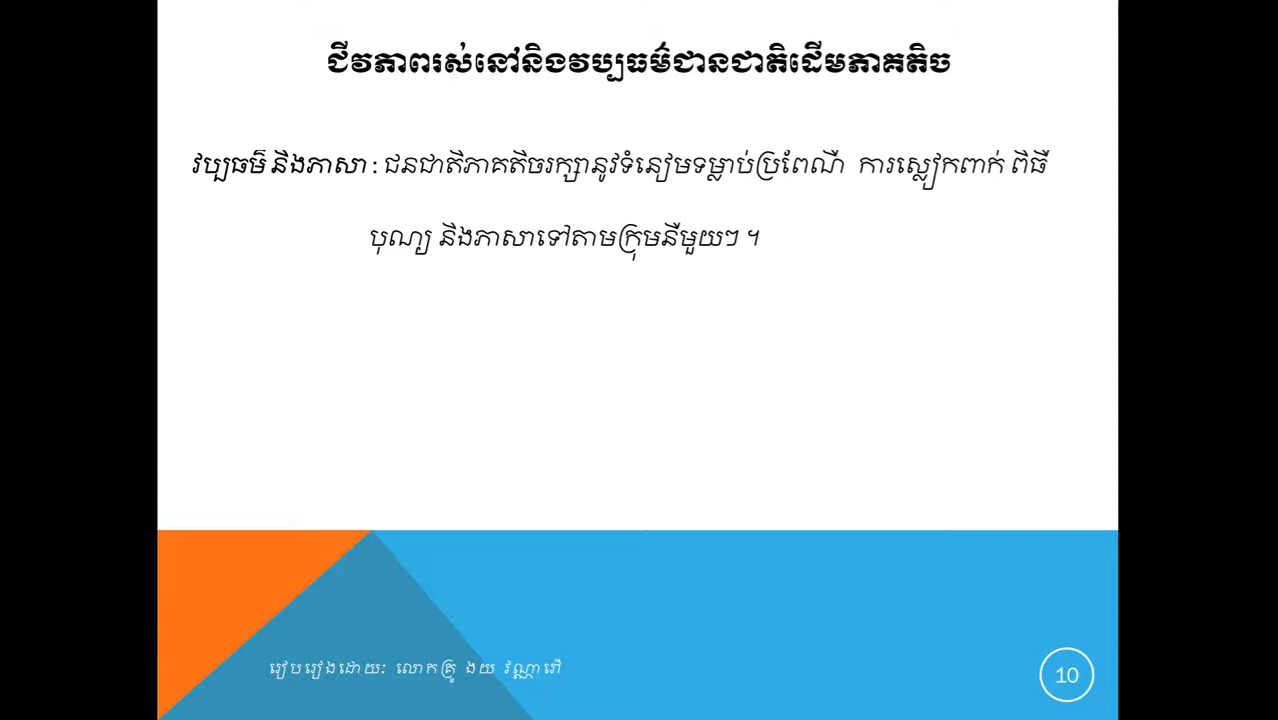 ជីវភាពរស់នៅនិងវប្បធម៌ជានជាតិដើមភាគតិច
វប្បធម៌ និងភាសា : ជនជាតិភាគតិចរក្សានូវទំនៀមទម្លាប់ប្រពៃណី ការស្លៀកពាក់ ពិធី
បុណ្យ និងភាសាទៅតាមក្រុមនីមួយៗ ។
រៀបរៀងដោយ: លោកគ្រូ ងយ វណ្ណារើ
10